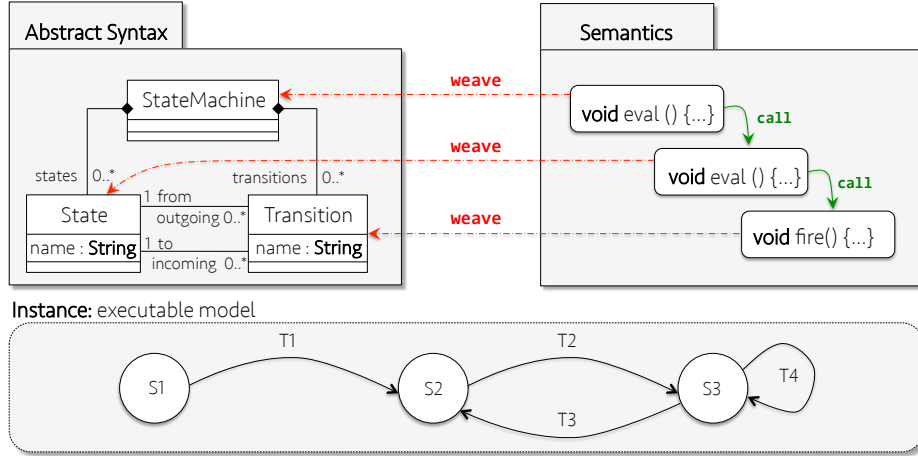 Abstract Syntax
Semantics
StateMachine
weave
void eval () {...}
call
states
0..*
transitions
0..*
weave
void eval () {...}
call
State
1 from
outgoing 0..*
Transition
weave
void fire() {...}
name : String
1 to
incoming 0..*
name : String
Instance: executable model
T1
T2
S1
S2
S3
T4
T3